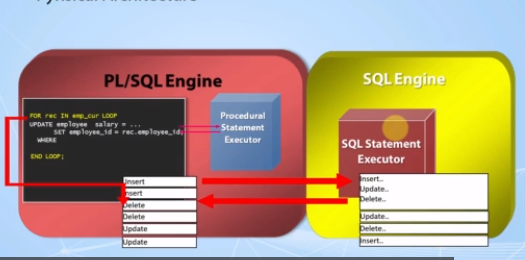 Physical Architecture
PL/SQL Engine
FOR rec IN emp_cur LOOP
UPDATE employee salary = ...
SET employee_id = rec.employee_id;
WHERE
END LOOP;
Procedural
Statement
Executor
Insert
Insert
Delete
Delete
Update
Update
SQL Engine
SQL Statement
Executor
Insert..
Update..
Delete..
Update..
Delete..
Insert..